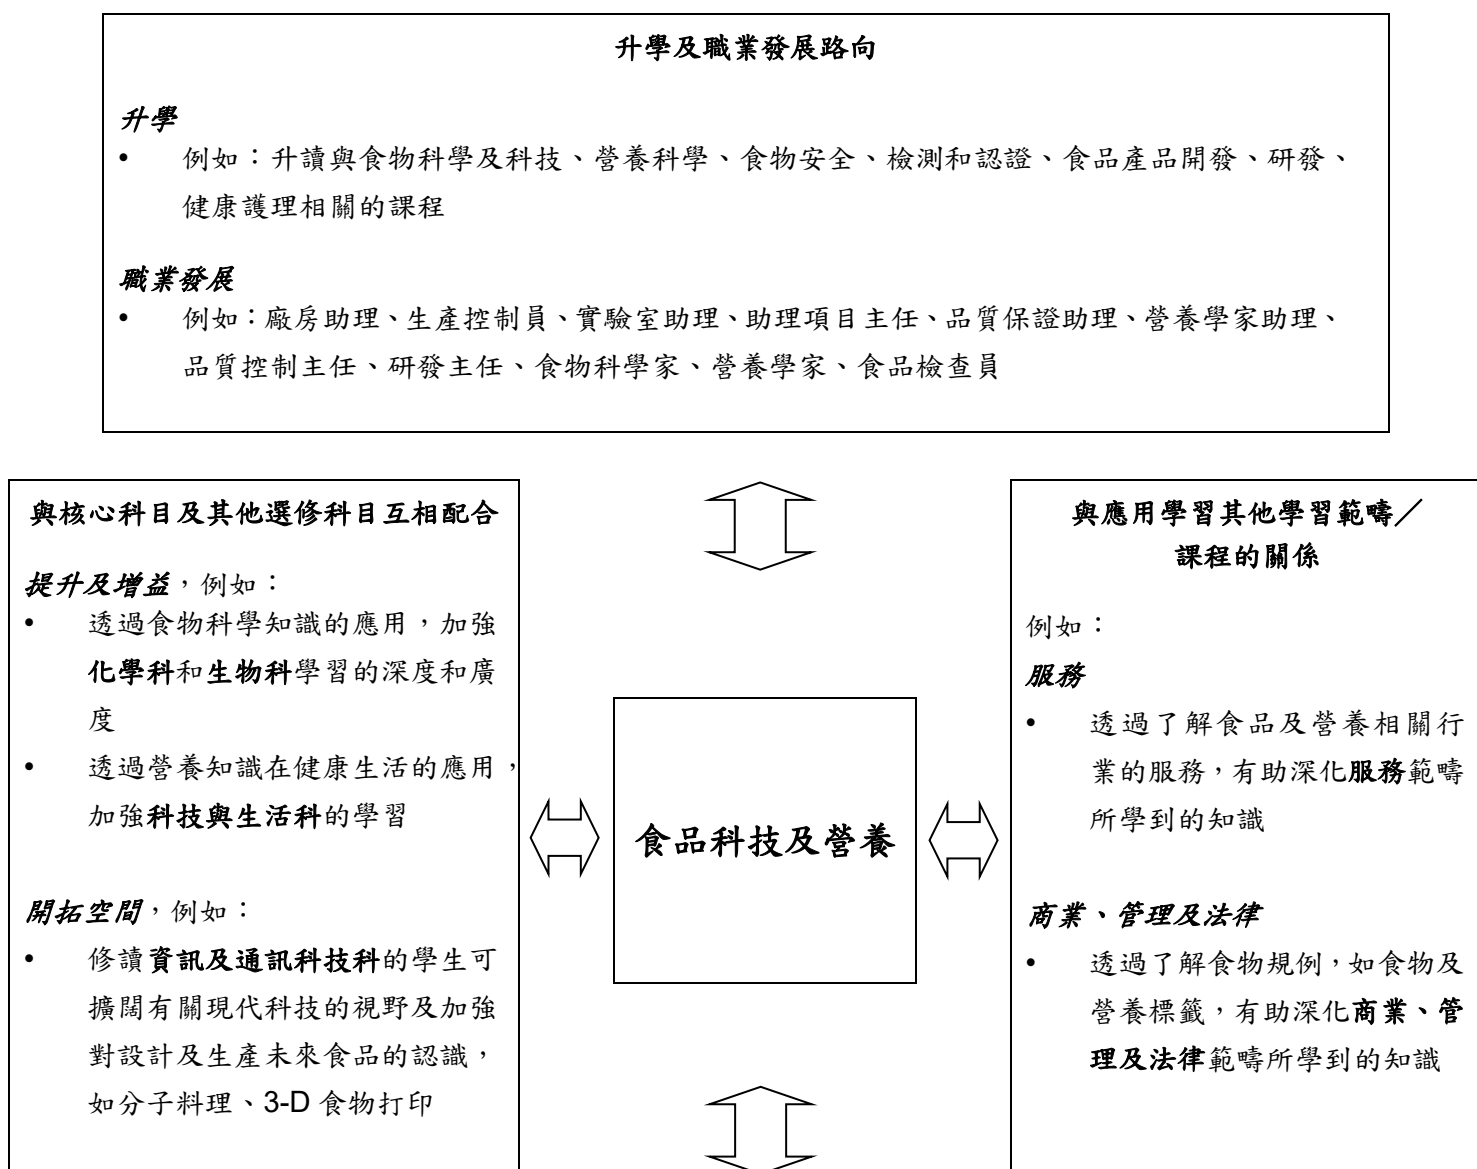 升學及職業發展路向
升學
• 例如：升讀與食物科學及科技、營養科學、食物安全、檢測和認證、食品產品開發、研發、
健康護理相關的課程
職業發展
• 例如：廠房助理、生產控制員、實驗室助理、助理項目主任、品質保證助理、營養學家助理、
品質控制主任、研發主任、食物科學家、營養學家、食品檢查員
與核心科目及其他選修科目互相配合
提升及增益，例如：
• 透過食物科學知識的應用，加強
化學科和生物科學習的深度和廣
度
• 透過營養知識在健康生活的應用，
加強科技與生活科的學習
開拓空間，例如：
• 修讀資訊及通訊科技科的學生可
擴闊有關現代科技的視野及加強
對設計及生產未來食品的認識，
如分子料理、3-D 食物打印
食品科技及營養
與應用學習其他學習範疇／
課程的關係
例如：
服務
• 透過了解食品及營養相關行
業的服務，有助深化服務範疇
所學到的知識
商業、管理及法律
• 透過了解食物規例，如食物及
營養標籤，有助深化商業、管
理及法律範疇所學到的知識